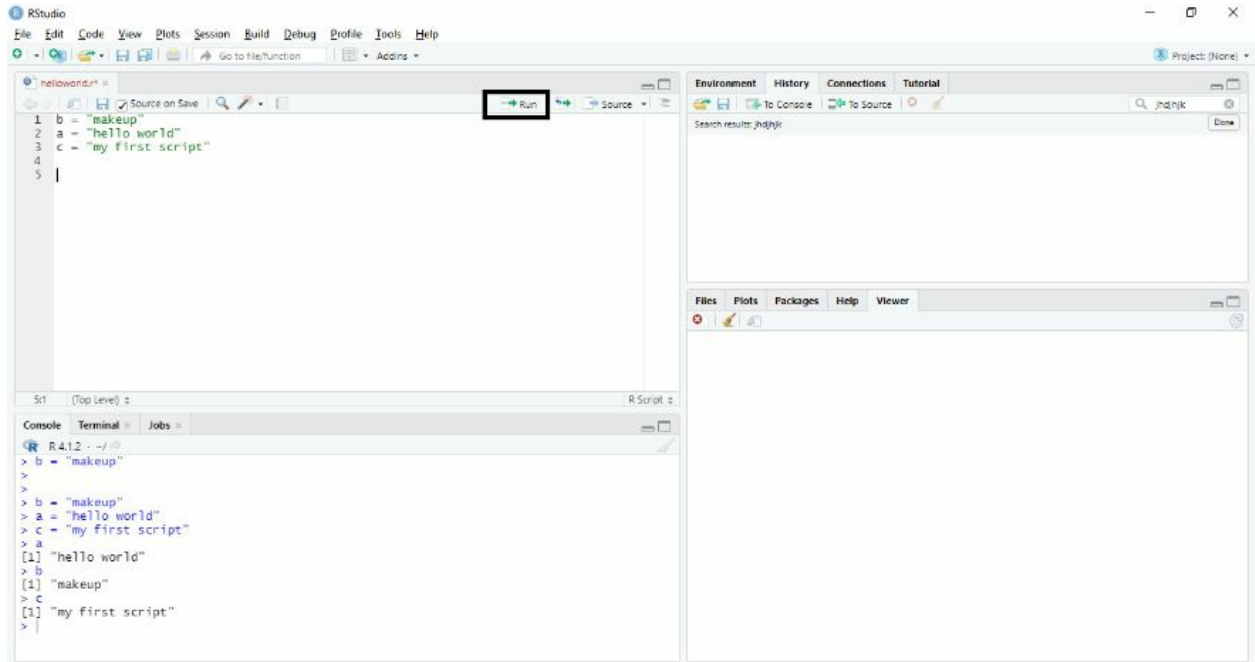 RStudio
File Edit Code View Plots Session Build Debug Profile Tools Help
Go to file/function Addins Project: (None)
helloworld.r*
Source on Save Run Source
1 b = "makeup"
2 a = "hello world"
3 c = "my first script"
4
5
5:1 (Top Level) R Script
Console Terminal Jobs
R 4.1.2 · ~/
> b = "makeup"
>
>
> b = "makeup"
> a = "hello world"
> c = "my first script"
> a
[1] "hello world"
> b
[1] "makeup"
> c
[1] "my first script"
>
Environment History Connections Tutorial
To Console To Source jhdjhjk
Search results: jhdjhjk Done
Files Plots Packages Help Viewer